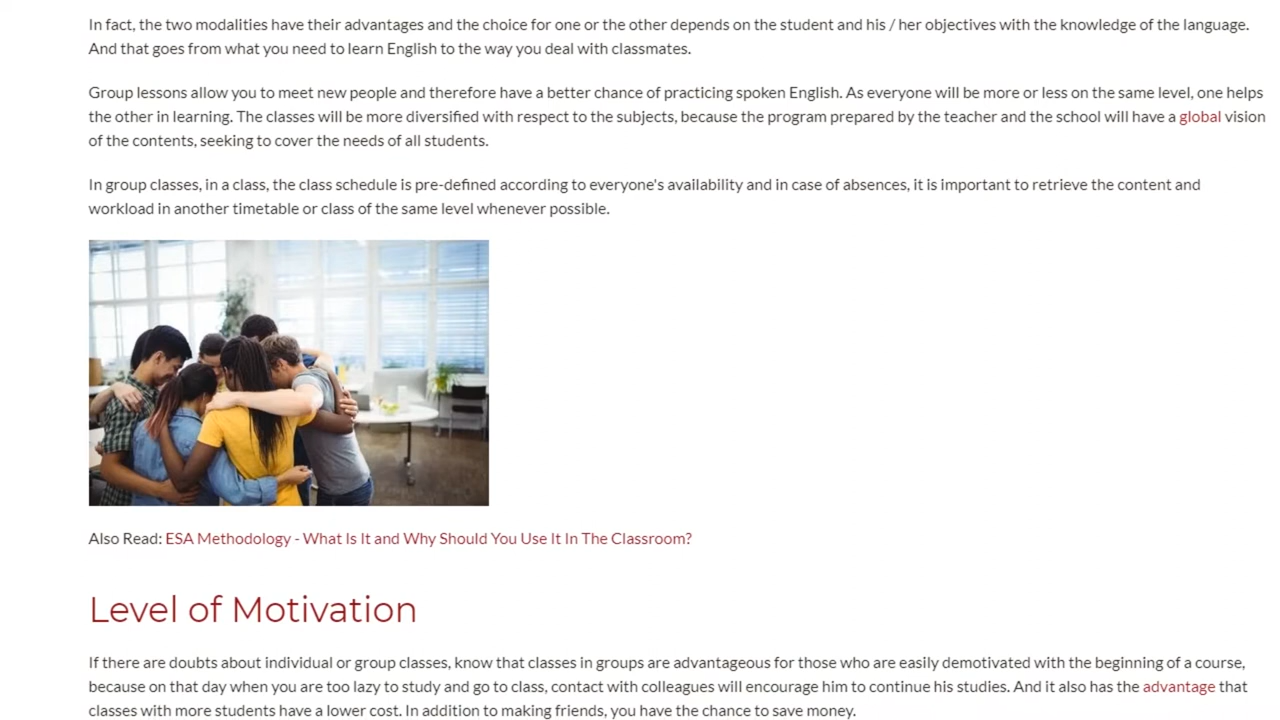 In fact, the two modalities have their advantages and the choice for one or the other depends on the student and his / her objectives with the knowledge of the language.
And that goes from what you need to learn English to the way you deal with classmates.
Group lessons allow you to meet new people and therefore have a better chance of practicing spoken English. As everyone will be more or less on the same level, one helps
the other in learning. The classes will be more diversified with respect to the subjects, because the program prepared by the teacher and the school will have a global vision
of the contents, seeking to cover the needs of all students.
In group classes, in a class, the class schedule is pre-defined according to everyone's availability and in case of absences, it is important to retrieve the content and
workload in another timetable or class of the same level whenever possible.
Also Read: ESA Methodology - What Is It and Why Should You Use It In The Classroom?
Level of Motivation
If there are doubts about individual or group classes, know that classes in groups are advantageous for those who are easily demotivated with the beginning of a course,
because on that day when you are too lazy to study and go to class, contact with colleagues will encourage him to continue his studies. And it also has the advantage that
classes with more students have a lower cost. In addition to making friends, you have the chance to save money.